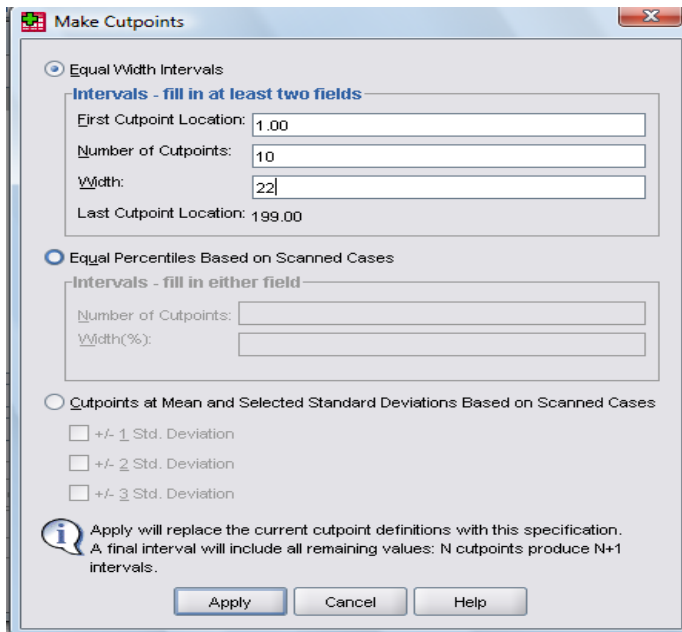 Make Cutpoints
Equal Width Intervals
Intervals - fill in at least two fields
First Cutpoint Location: 1.00
Number of Cutpoints: 10
Width: 22
Last Cutpoint Location: 199.00
Equal Percentiles Based on Scanned Cases
Intervals - fill in either field
Number of Cutpoints:
Width(%):
Cutpoints at Mean and Selected Standard Deviations Based on Scanned Cases
+/- 1 Std. Deviation
+/- 2 Std. Deviation
+/- 3 Std. Deviation
Apply will replace the current cutpoint definitions with this specification.
A final interval will include all remaining values: N cutpoints produce N+1
intervals.
Apply Cancel Help